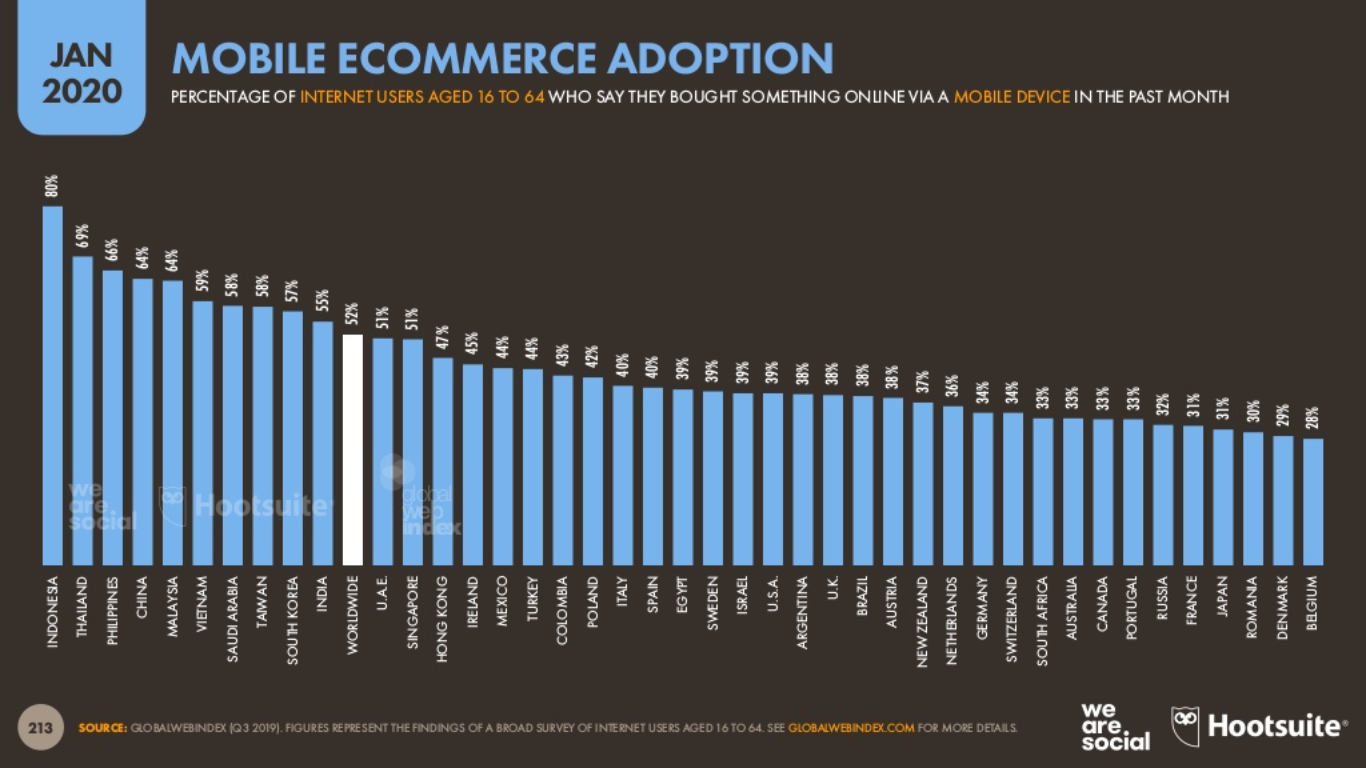 JAN
2020
MOBILE ECOMMERCE ADOPTION
PERCENTAGE OF INTERNET USERS AGED 16 TO 64 WHO SAY THEY BOUGHT SOMETHING ONLINE VIA A MOBILE DEVICE IN THE PAST MONTH
80%
69%
66%
64%
64%
59%
58%
58%
57%
55%
52%
51%
51%
47%
45%
44%
44%
43%
42%
40%
40%
39%
39%
39%
39%
38%
38%
38%
38%
37%
36%
34%
34%
33%
33%
33%
33%
32%
31%
31%
30%
29%
28%
we
are
social
Hootsuite
global
web
index
INDONESIA
THAILAND
PHILIPPINES
CHINA
MALAYSIA
VIETNAM
SAUDI ARABIA
TAIWAN
SOUTH KOREA
INDIA
WORLDWIDE
U.A.E.
SINGAPORE
HONG KONG
IRELAND
MEXICO
TURKEY
COLOMBIA
POLAND
ITALY
SPAIN
EGYPT
SWEDEN
ISRAEL
U.S.A.
ARGENTINA
U.K.
BRAZIL
AUSTRIA
NEW ZEALAND
NETHERLANDS
GERMANY
SWITZERLAND
SOUTH AFRICA
AUSTRALIA
CANADA
PORTUGAL
RUSSIA
FRANCE
JAPAN
ROMANIA
DENMARK
BELGIUM
213
SOURCE: GLOBALWEBINDEX (Q3 2019). FIGURES REPRESENT THE FINDINGS OF A BROAD SURVEY OF INTERNET USERS AGED 16 TO 64. SEE GLOBALWEBINDEX.COM FOR MORE DETAILS.
we
are
social
Hootsuite®